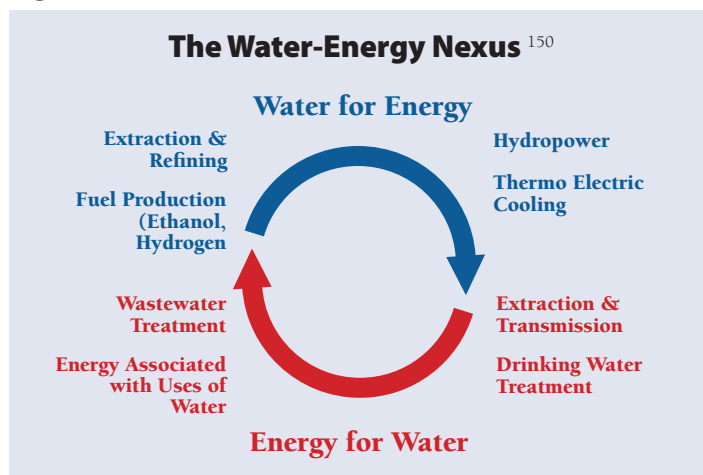 The Water-Energy Nexus 150
Water for Energy
Extraction &
Refining
Fuel Production
(Ethanol,
Hydrogen
Hydropower
Thermo Electric
Cooling
Wastewater
Treatment
Energy Associated
with Uses of
Water
Extraction &
Transmission
Drinking Water
Treatment
Energy for Water